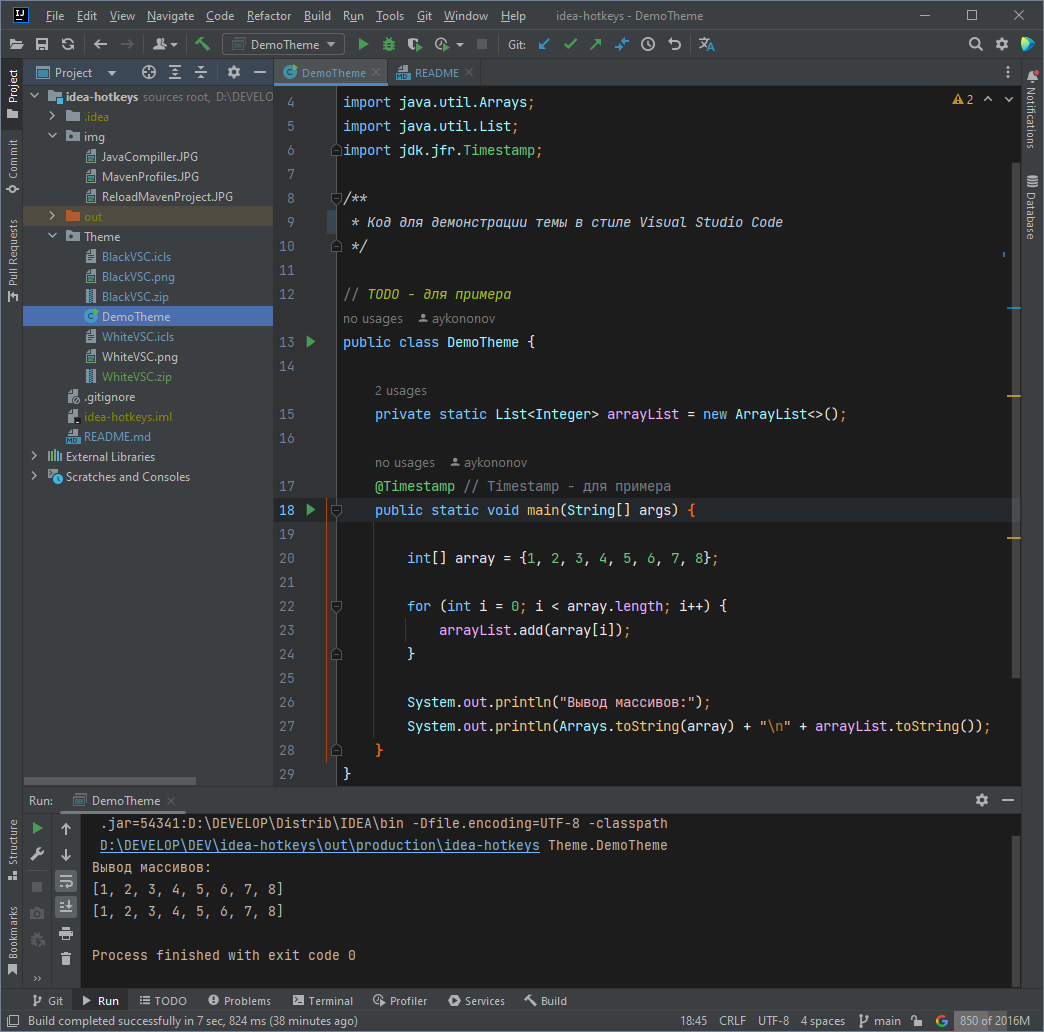 File Edit View Navigate Code Refactor Build Run Tools Git Window Help idea-hotkeys - DemoTheme
DemoTheme Git:
Project
DemoTheme README
Project
Commit
Pull Requests
idea-hotkeys sources root, D:\DEVELO
.idea
img
JavaCompiller.JPG
MavenProfiles.JPG
ReloadMavenProject.JPG
out
Theme
BlackVSC.icls
BlackVSC.png
BlackVSC.zip
DemoTheme
WhiteVSC.icls
WhiteVSC.png
WhiteVSC.zip
.gitignore
idea-hotkeys.iml
README.md
External Libraries
Scratches and Consoles
2
4 import java.util.Arrays;
5 import java.util.List;
6 import jdk.jfr.Timestamp;
7
8 /**
9 * Код для демонстрации темы в стиле Visual Studio Code
10 */
11
12 // TODO - для примера
no usages aykononov
13 public class DemoTheme {
14
2 usages
15 private static List<Integer> arrayList = new ArrayList<>();
16
no usages aykononov
17 @Timestamp // Timestamp - для примера
18 public static void main(String[] args) {
19
20 int[] array = {1, 2, 3, 4, 5, 6, 7, 8};
21
22 for (int i = 0; i < array.length; i++) {
23 arrayList.add(array[i]);
24 }
25
26 System.out.println("Вывод массивов:");
27 System.out.println(Arrays.toString(array) + "\n" + arrayList.toString());
28 }
29 }
Notifications
Database
Run: DemoTheme
Structure
Bookmarks
.jar=54341:D:\DEVELOP\Distrib\IDEA\bin -Dfile.encoding=UTF-8 -classpath
D:\DEVELOP\DEV\idea-hotkeys\out\production\idea-hotkeys Theme.DemoTheme
Вывод массивов:
[1, 2, 3, 4, 5, 6, 7, 8]
[1, 2, 3, 4, 5, 6, 7, 8]
Process finished with exit code 0
Git Run TODO Problems Terminal Profiler Services Build
Build completed successfully in 7 sec, 824 ms (38 minutes ago) 18:45 CRLF UTF-8 4 spaces main 850 of 2016M